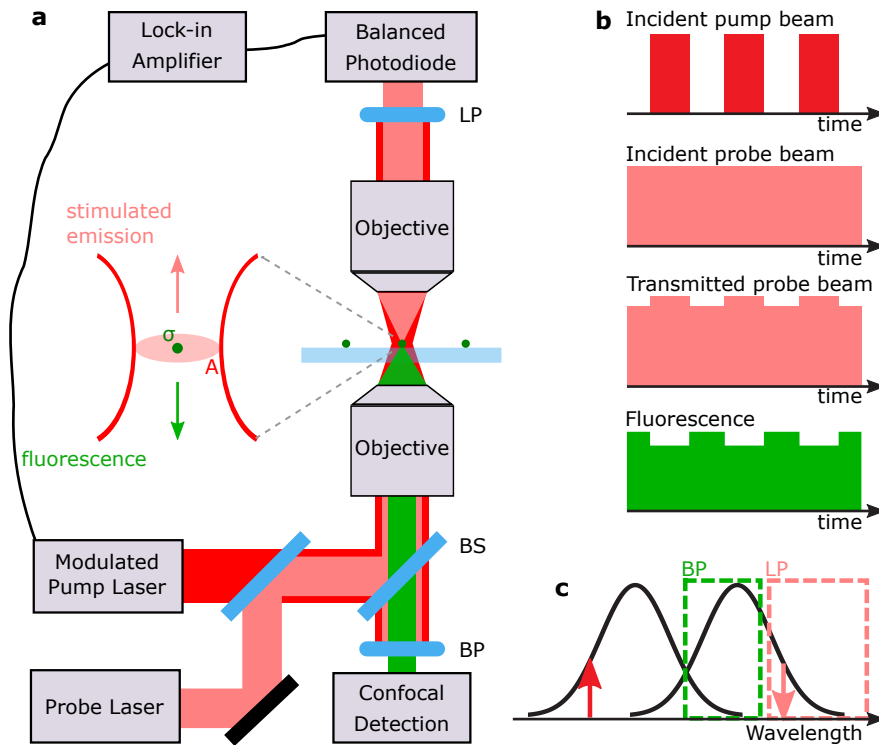 a
Lock-in
Amplifier
Balanced
Photodiode
LP
stimulated
emission
Objective
σ
A
fluorescence
Objective
Modulated
Pump Laser
BS
BP
Probe Laser
Confocal
Detection
b
Incident pump beam
time
Incident probe beam
time
Transmitted probe beam
time
Fluorescence
time
c
BP
LP
Wavelength